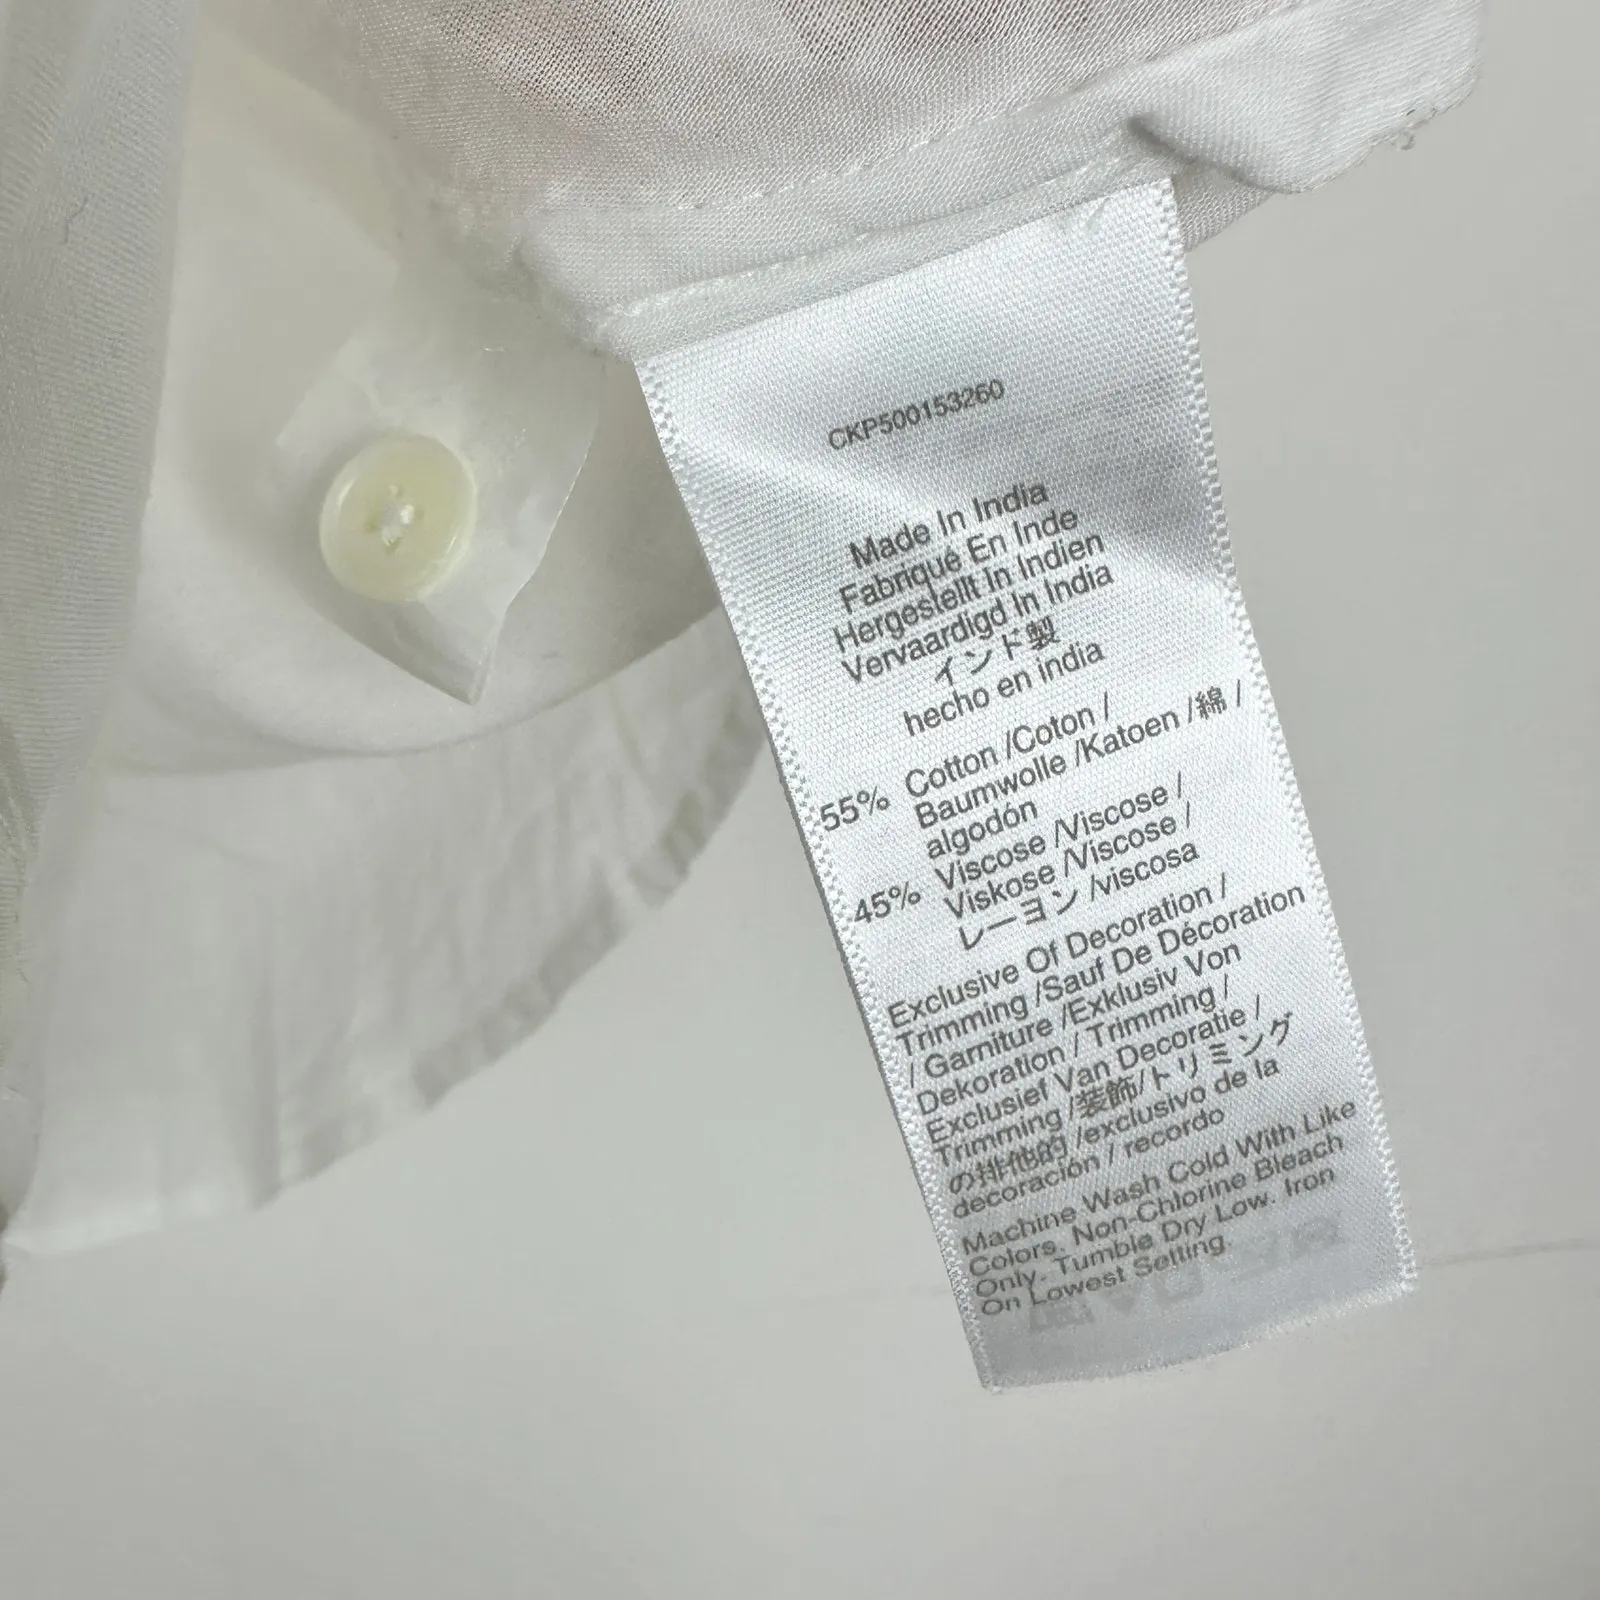 CKP500153260
Made In India
Fabriqué En Inde
Hergestellt In Indien
Vervaardigd In India
インド製
hecho en india
55% Cotton /Coton /
Baumwolle /Katoen /綿 /
algodón
45% Viscose /Viscose /
Viskose /Viscose /
レーヨン /viscosa
Exclusive Of Decoration /
Trimming /Sauf De Décoration
/ Garniture /Exklusiv Von
Dekoration / Trimming /
Exclusief Van Decoratie /
Trimming /装飾/トリミング
の排他的 /exclusivo de la
decoración / recordo
Machine Wash Cold With Like
Colors. Non-Chlorine Bleach
Only. Tumble Dry Low. Iron
On Lowest Setting.